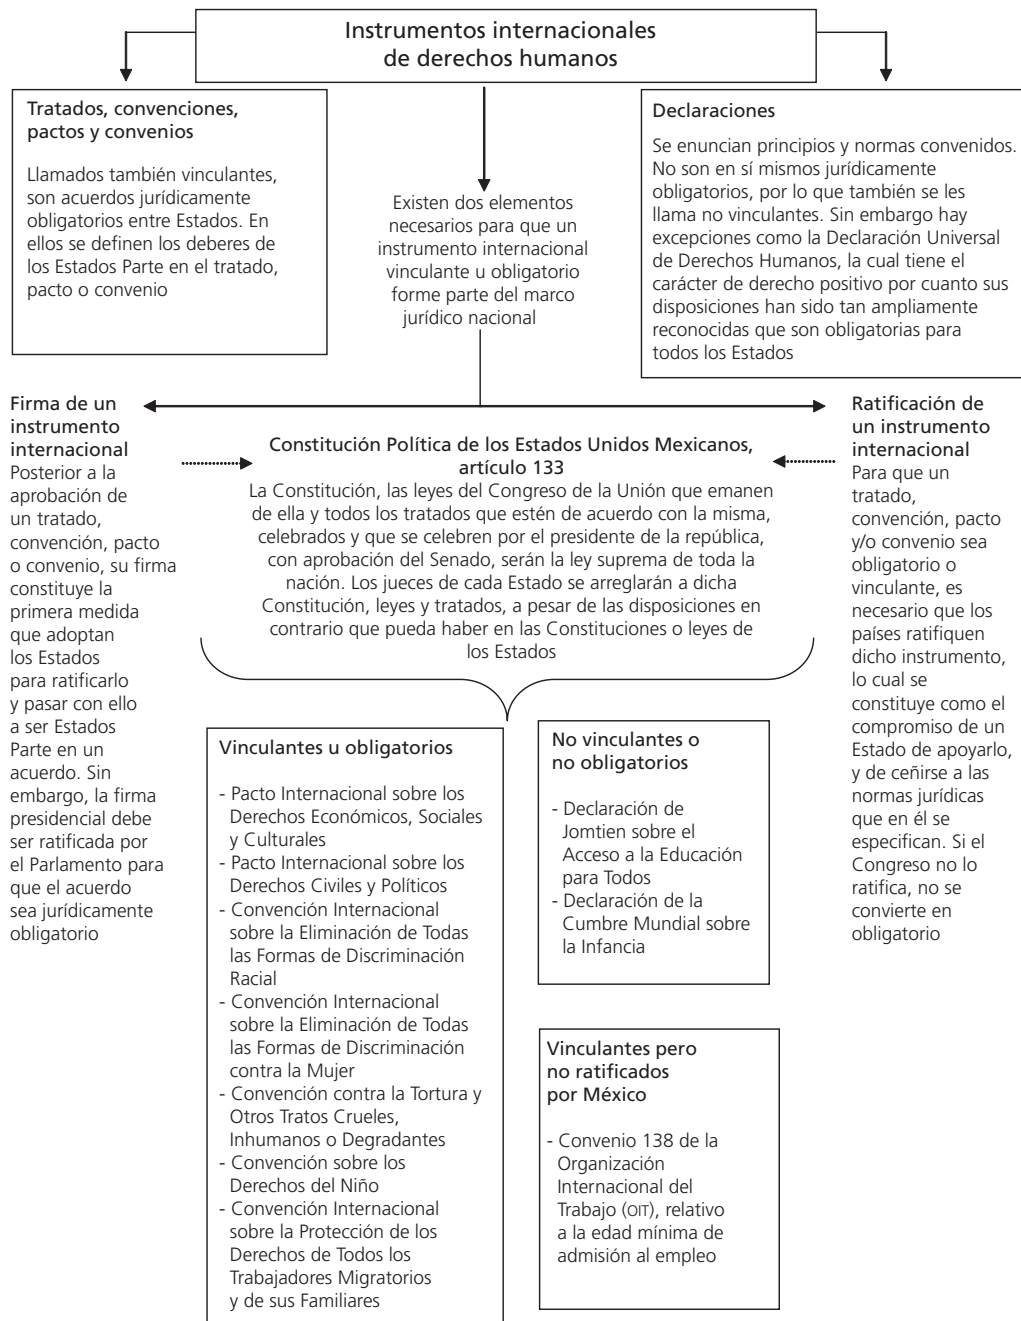 Instrumentos internacionales
de derechos humanos
Tratados, convenciones,
pactos y convenios
Llamados también vinculantes,
son acuerdos jurídicamente
obligatorios entre Estados. En
ellos se definen los deberes de
los Estados Parte en el tratado,
pacto o convenio
Existen dos elementos
necesarios para que un
instrumento internacional
vinculante u obligatorio
forme parte del marco
jurídico nacional
Declaraciones
Se enuncian principios y normas convenidos.
No son en sí mismos jurídicamente
obligatorios, por lo que también se les
llama no vinculantes. Sin embargo hay
excepciones como la Declaración Universal
de Derechos Humanos, la cual tiene el
carácter de derecho positivo por cuanto sus
disposiciones han sido tan ampliamente
reconocidas que son obligatorias para
todos los Estados
Firma de un
instrumento
internacional
Posterior a la
aprobación de
un tratado,
convención, pacto
o convenio, su firma
constituye la
primera medida
que adoptan
los Estados
para ratificarlo
y pasar con ello
a ser Estados
Parte en un
acuerdo. Sin
embargo, la firma
presidencial debe
ser ratificada por
el Parlamento para
que el acuerdo
sea jurídicamente
obligatorio
Constitución Política de los Estados Unidos Mexicanos,
artículo 133
La Constitución, las leyes del Congreso de la Unión que emanen
de ella y todos los tratados que estén de acuerdo con la misma,
celebrados y que se celebren por el presidente de la república,
con aprobación del Senado, serán la ley suprema de toda la
nación. Los jueces de cada Estado se arreglarán a dicha
Constitución, leyes y tratados, a pesar de las disposiciones en
contrario que pueda haber en las Constituciones o leyes de
los Estados
Ratificación de
un instrumento
internacional
Para que un
tratado,
convención, pacto
y/o convenio sea
obligatorio o
vinculante, es
necesario que los
países ratifiquen
dicho instrumento,
lo cual se
constituye como el
compromiso de un
Estado de apoyarlo,
y de ceñirse a las
normas jurídicas
que en él se
especifican. Si el
Congreso no lo
ratifica, no se
convierte en
obligatorio
Vinculantes u obligatorios
- Pacto Internacional sobre los
Derechos Económicos, Sociales
y Culturales
- Pacto Internacional sobre los
Derechos Civiles y Políticos
- Convención Internacional
sobre la Eliminación de Todas
las Formas de Discriminación
Racial
- Convención Internacional
sobre la Eliminación de Todas
las Formas de Discriminación
contra la Mujer
- Convención contra la Tortura y
Otros Tratos Crueles,
Inhumanos o Degradantes
- Convención sobre los
Derechos del Niño
- Convención Internacional
sobre la Protección de los
Derechos de Todos los
Trabajadores Migratorios
y de sus Familiares
No vinculantes o
no obligatorios
- Declaración de
Jomtien sobre el
Acceso a la Educación
para Todos
- Declaración de la
Cumbre Mundial sobre
la Infancia
Vinculantes pero
no ratificados
por México
- Convenio 138 de la
Organización
Internacional del
Trabajo (OIT), relativo
a la edad mínima de
admisión al empleo